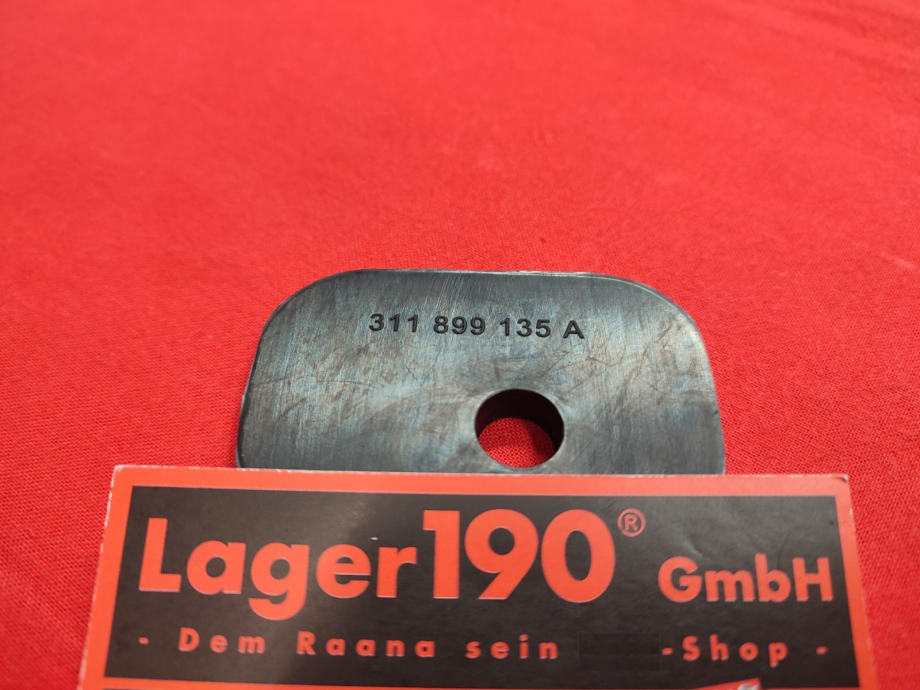 311 899 135 A
Lager190® GmbH
- Dem Raana sein -Shop -